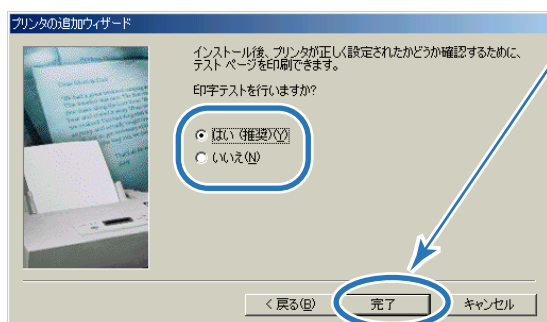 プリンタの追加ウィザード
インストール後、プリンタが正しく設定されたかどうか確認するために、
テスト ページを印刷できます。
印字テストを行いますか?
はい (推奨)(Y)
いいえ(N)
< 戻る(B)
完了
キャンセル